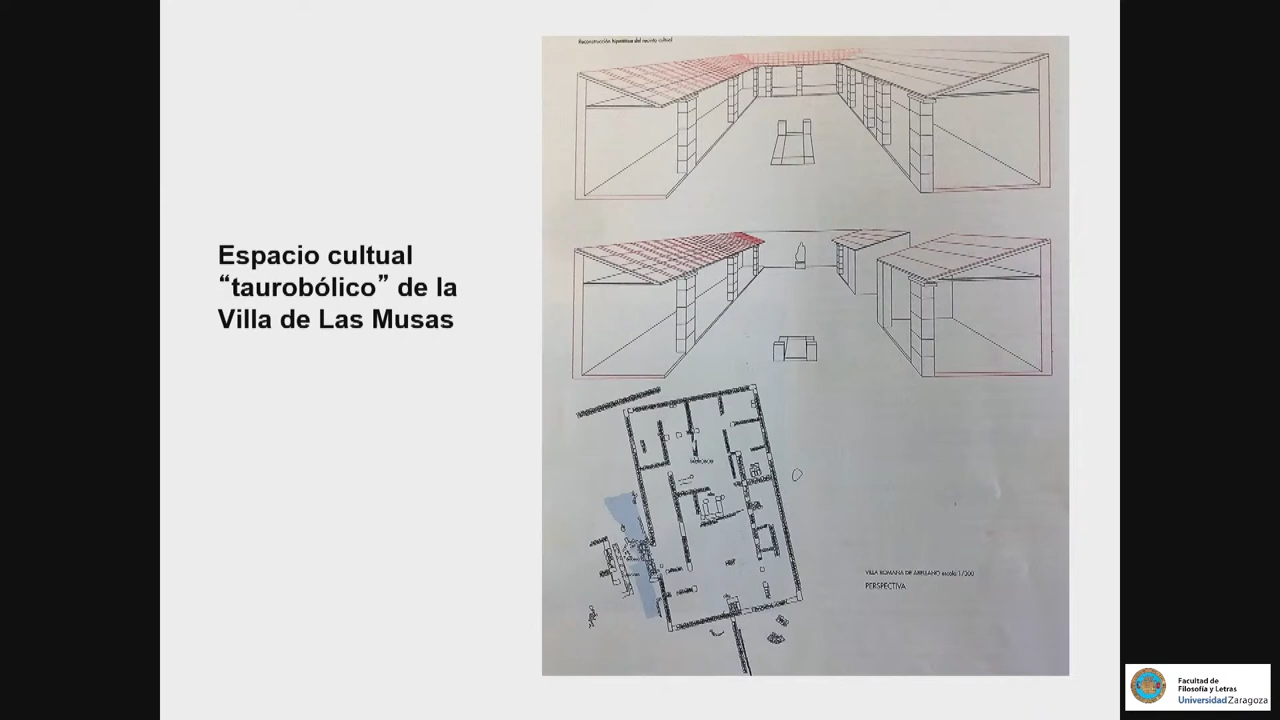 Reconstrucción hipotética del recinto cultual
Espacio cultual
“taurobólico” de la
Villa de Las Musas
VILLA ROMANA DE ARELLANO escala 1/300
PERSPECTIVA
Facultad de
Filosofía y Letras
Universidad Zaragoza